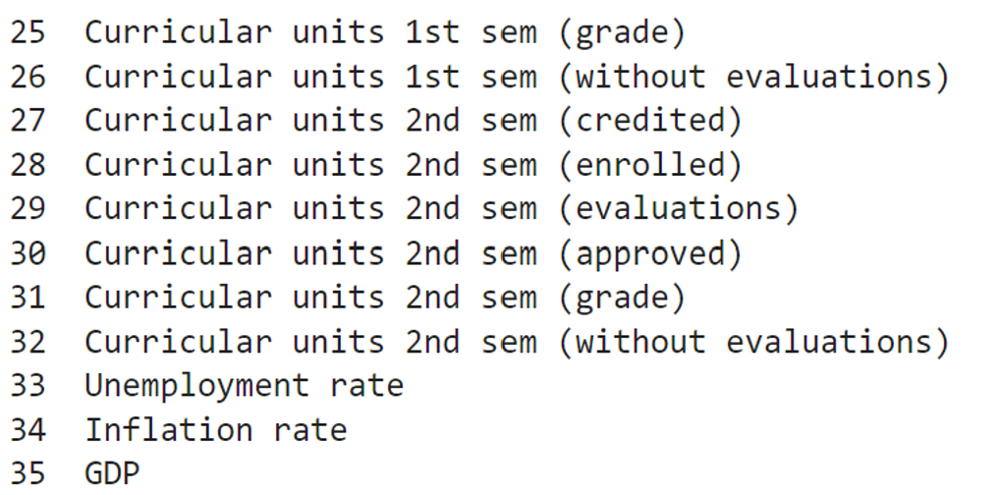 25 Curricular units 1st sem (grade)
26 Curricular units 1st sem (without evaluations)
27 Curricular units 2nd sem (credited)
28 Curricular units 2nd sem (enrolled)
29 Curricular units 2nd sem (evaluations)
30 Curricular units 2nd sem (approved)
31 Curricular units 2nd sem (grade)
32 Curricular units 2nd sem (without evaluations)
33 Unemployment rate
34 Inflation rate
35 GDP